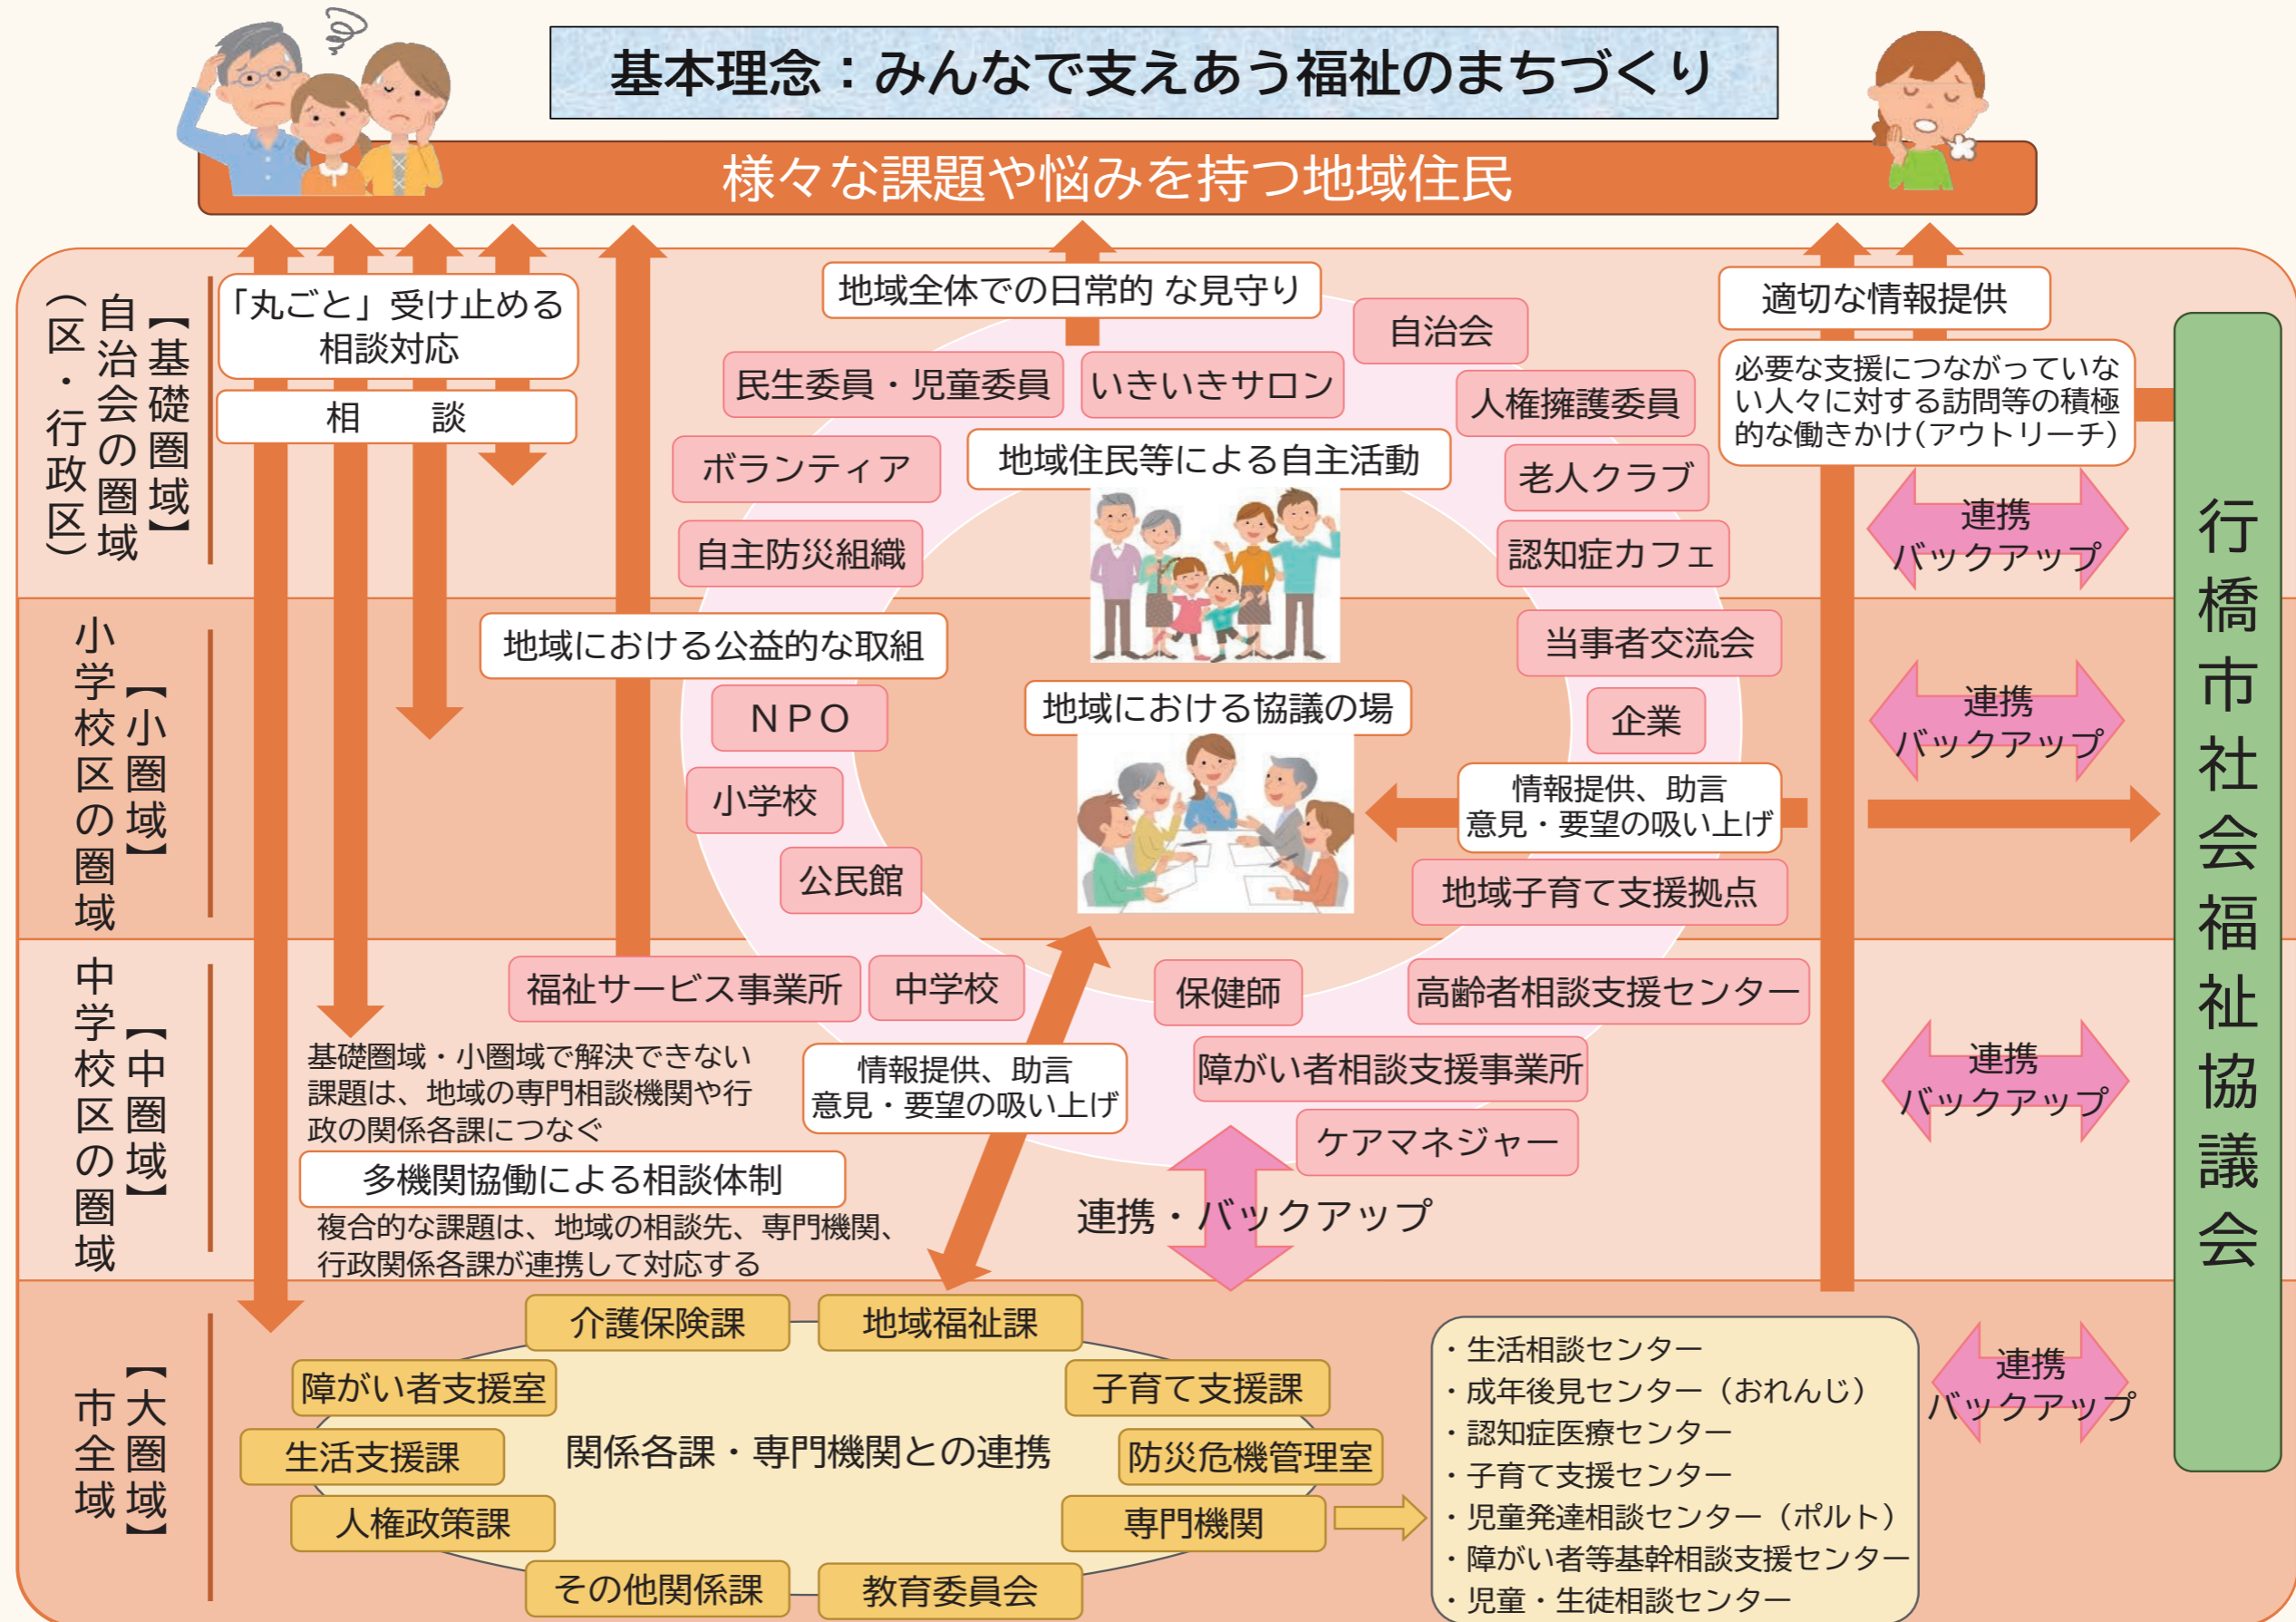 基本理念：みんなで支えあう福祉のまちづくり
様々な課題や悩みを持つ地域住民
【基礎圏域】
自治会の圏域
（区・行政区）
「丸ごと」受け止める
相談対応
相　　談
地域全体での日常的 な見守り
自治会
民生委員・児童委員
いきいきサロン
人権擁護委員
ボランティア
地域住民等による自主活動
老人クラブ
自主防災組織
認知症カフェ
適切な情報提供
必要な支援につながっていな
い人々に対する訪問等の積極
的な働きかけ（アウトリーチ）
連携
バックアップ
行橋市社会福祉協議会
【小圏域】
小学校区の圏域
地域における公益的な取組
当事者交流会
ＮＰＯ
地域における協議の場
企業
小学校
情報提供、助言
意見・要望の吸い上げ
公民館
地域子育て支援拠点
連携
バックアップ
【中圏域】
中学校区の圏域
福祉サービス事業所
中学校
保健師
高齢者相談支援センター
基礎圏域・小圏域で解決できない
課題は、地域の専門相談機関や行
政の関係各課につなぐ
情報提供、助言
意見・要望の吸い上げ
障がい者相談支援事業所
ケアマネジャー
多機関協働による相談体制
複合的な課題は、地域の相談先、専門機関、
行政関係各課が連携して対応する
連携・バックアップ
連携
バックアップ
【大圏域】
市全域
介護保険課
地域福祉課
障がい者支援室
子育て支援課
生活支援課
関係各課・専門機関との連携
防災危機管理室
人権政策課
専門機関
その他関係課
教育委員会
・生活相談センター
・成年後見センター（おれんじ）
・認知症医療センター
・子育て支援センター
・児童発達相談センター（ポルト）
・障がい者等基幹相談支援センター
・児童・生徒相談センター
連携
バックアップ